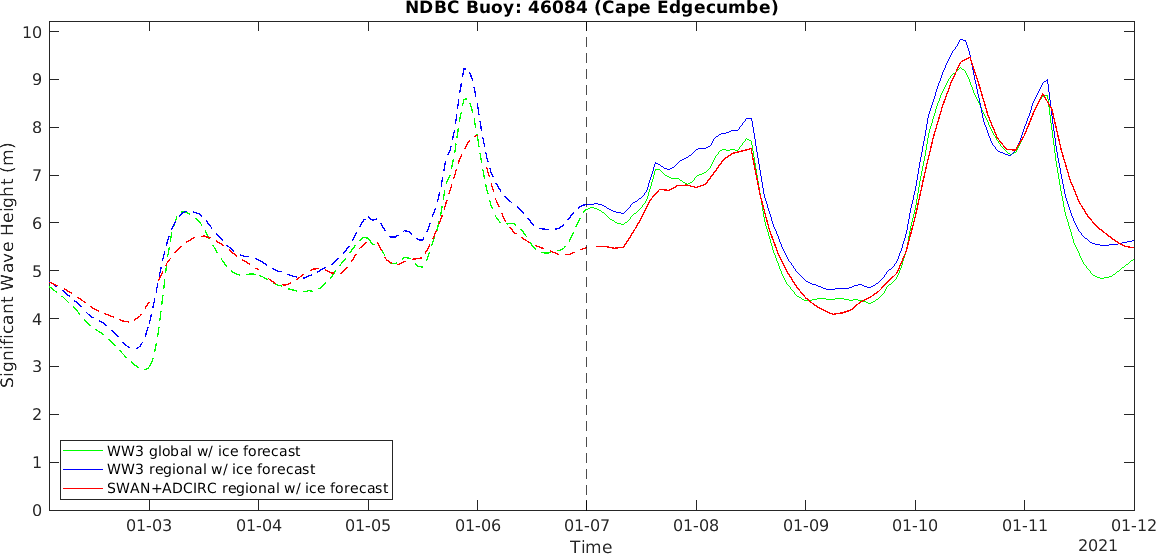 NDBC Buoy: 46084 (Cape Edgecumbe)
Significant Wave Height (m)
10
9
8
7
6
5
4
3
2
1
0
WW3 global w/ ice forecast
WW3 regional w/ ice forecast
SWAN+ADCIRC regional w/ ice forecast
01-03 01-04 01-05 01-06 01-07 01-08 01-09 01-10 01-11 01-12
Time
2021